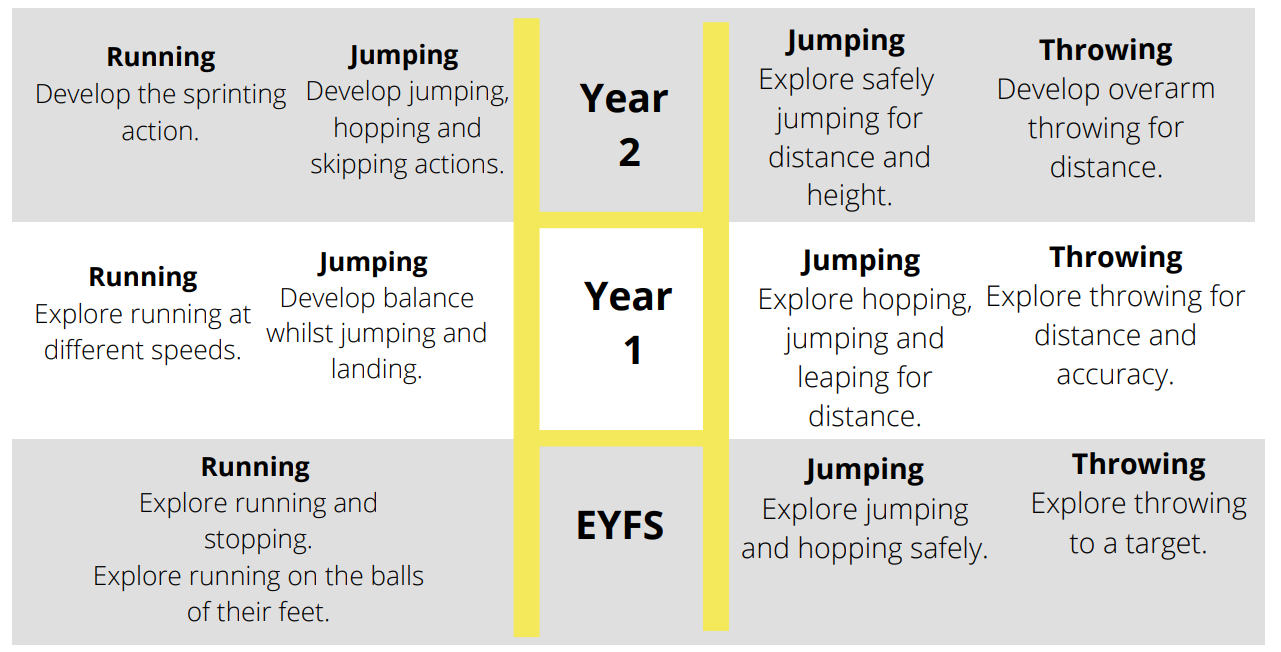 Running
Develop the sprinting
action.
Jumping
Develop jumping,
hopping and
skipping actions.
Year
2
Jumping
Explore safely
jumping for
distance and
height.
Throwing
Develop overarm
throwing for
distance.
Running
Explore running at
different speeds.
Jumping
Develop balance
whilst jumping and
landing.
Year
1
Jumping
Explore hopping,
jumping and
leaping for
distance.
Throwing
Explore throwing for
distance and
accuracy.
Running
Explore running and
stopping.
Explore running on the balls
of their feet.
EYFS
Jumping
Explore jumping
and hopping safely.
Throwing
Explore throwing
to a target.